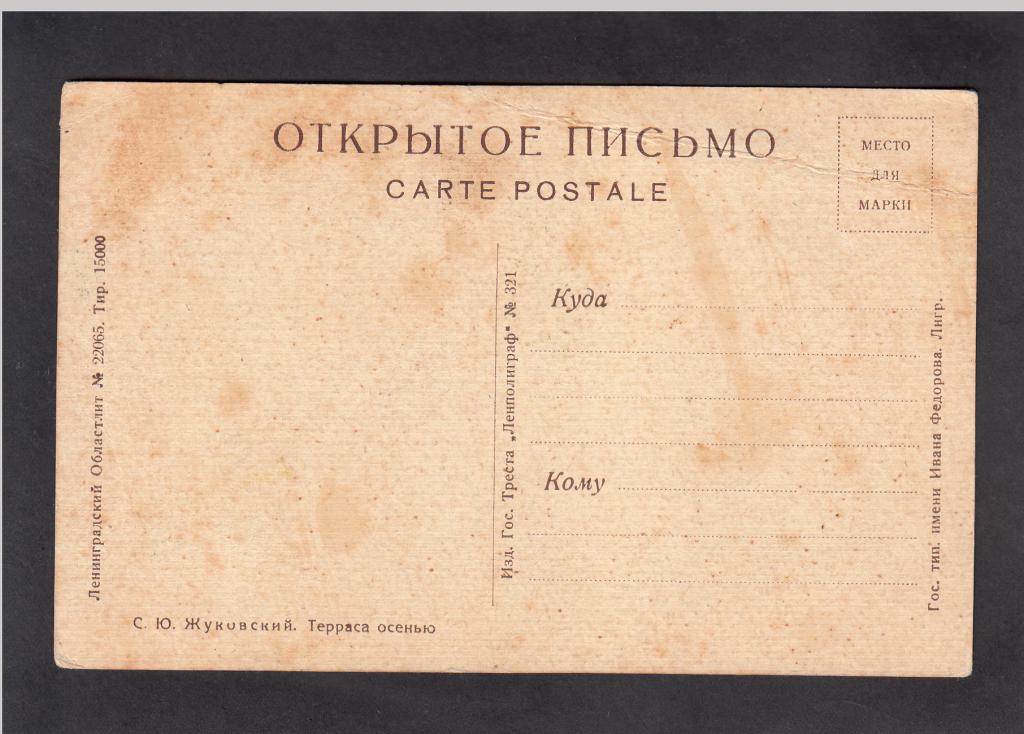 ОТКРЫТОЕ ПИСЬМО
CARTE POSTALE
МЕСТО
ДЛЯ
МАРКИ
Ленинградский Областлит № 22065. Тир. 15000
Изд. Гос. Треста „Ленполиграф" № 321
Куда
Кому
Гос. тип. имени Ивана Федорова. Лнгр.
С. Ю. Жуковский. Терраса осенью